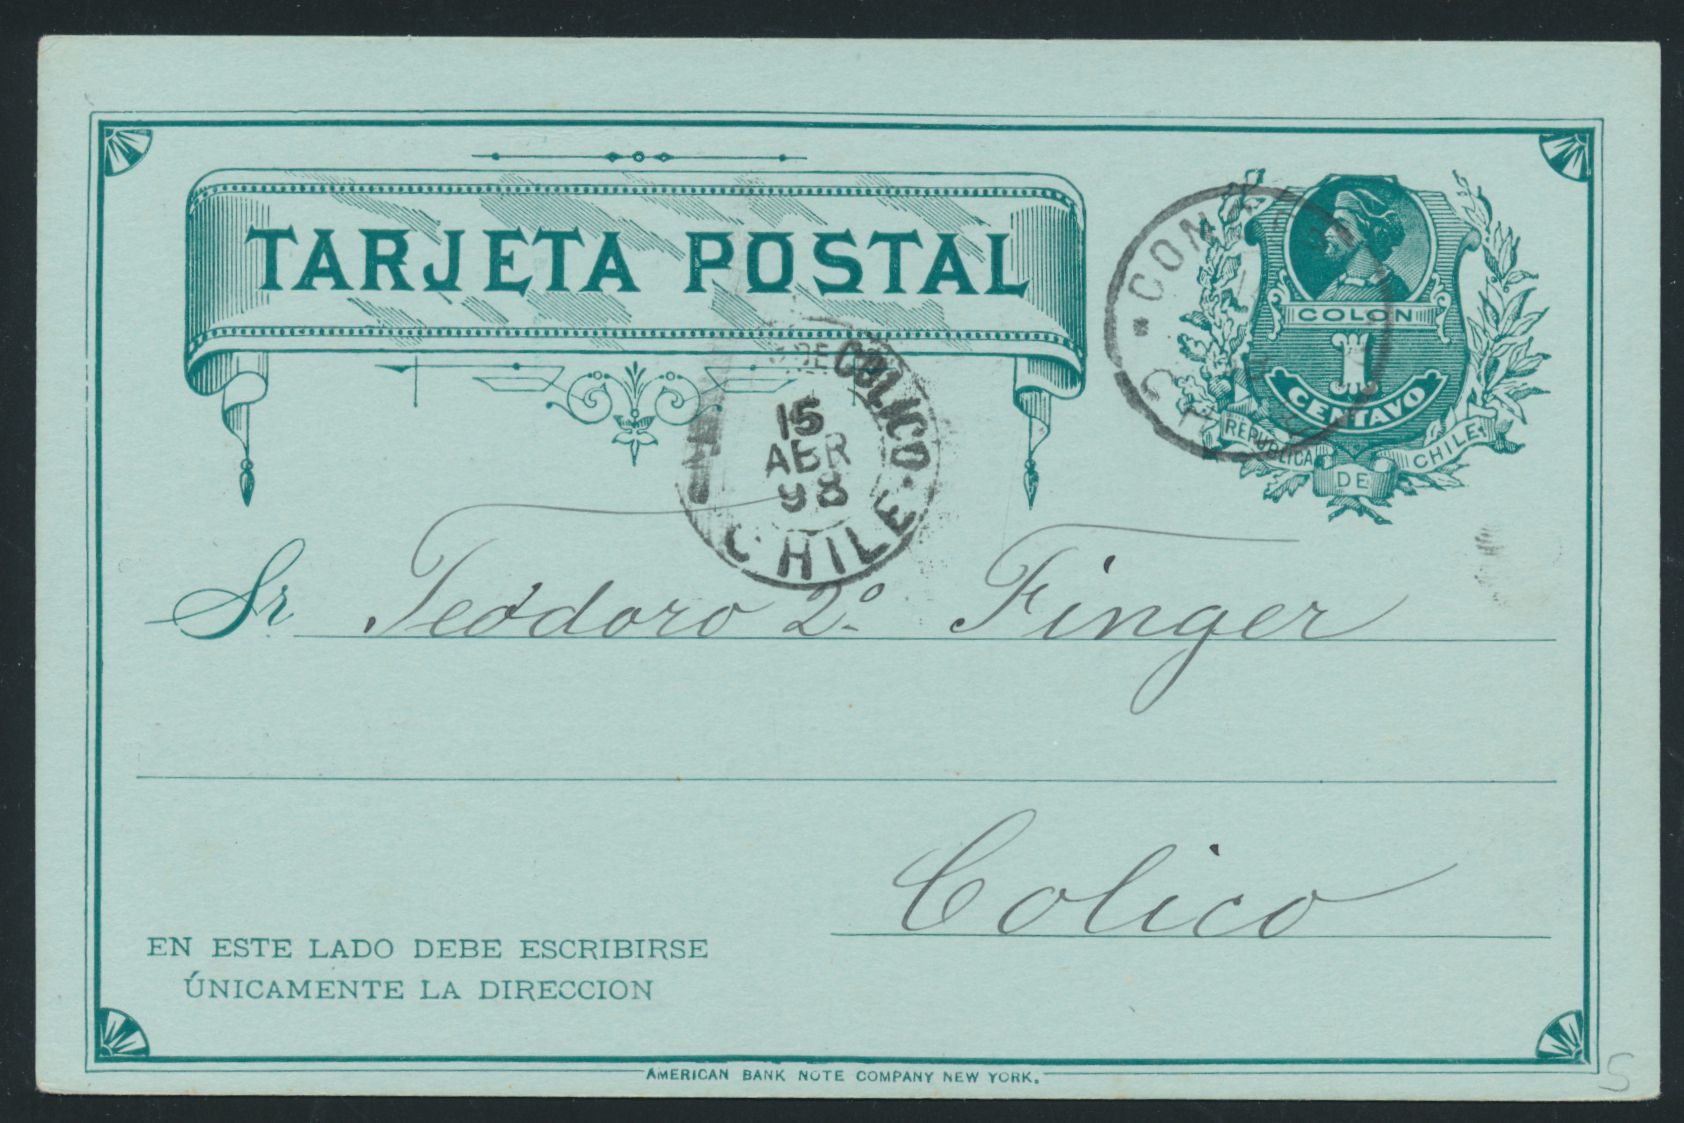 TARJETA POSTAL
COLON
1
CENTAVO
REPUBLICA DE CHILE
DE COLICO
15
ABR
98
CHILE
Sr Teodoro 2º Finger
Colico
EN ESTE LADO DEBE ESCRIBIRSE
ÚNICAMENTE LA DIRECCION
AMERICAN BANK NOTE COMPANY NEW YORK.
5